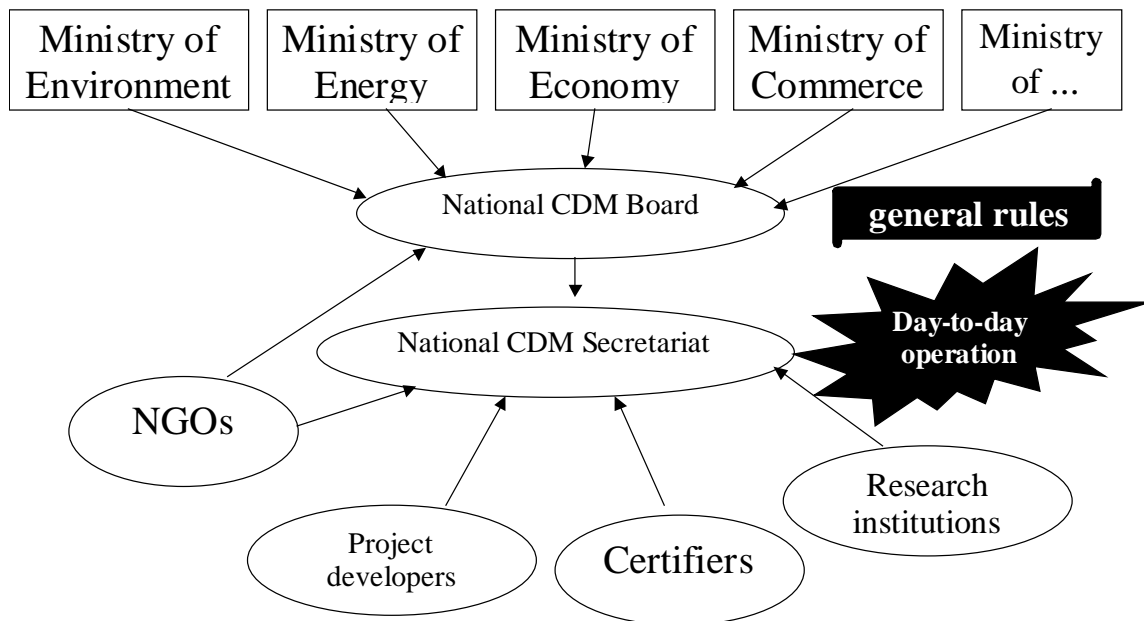 Ministry of
Environment
Ministry of
Energy
Ministry of
Economy
Ministry of
Commerce
Ministry
of ...
National CDM Board
general rules
National CDM Secretariat
Day-to-day
operation
NGOs
Research
institutions
Project
developers
Certifiers